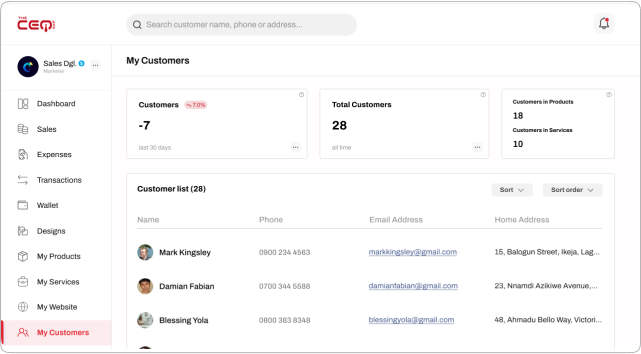 THE
CEO
Search customer name, phone or address...
Sales Dgl.
Marketer
...
My Customers
Dashboard
Sales
Expenses
Transactions
Wallet
Designs
My Products
My Services
My Website
My Customers
Customers 7.0%
-7
last 30 days
Total Customers
28
all time
Customers in Products
18
Customers in Services
10
Customer list (28)
Sort
Sort order
Name Phone Email Address Home Address
Mark Kingsley 0900 234 4563 markkingsley@gmail.com 15, Balogun Street, Ikeja, Lag...
Damian Fabian 0700 344 5588 damianfabian@gmail.com 23, Nnamdi Azikiwe Avenue,...
Blessing Yola 0800 383 8348 blessingyola@gmail.com 48, Ahmadu Bello Way, Victori...